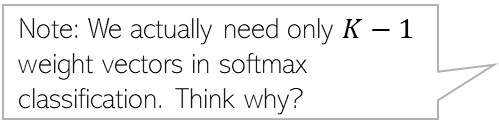 Note: We actually need only K − 1
weight vectors in softmax
classification. Think why?